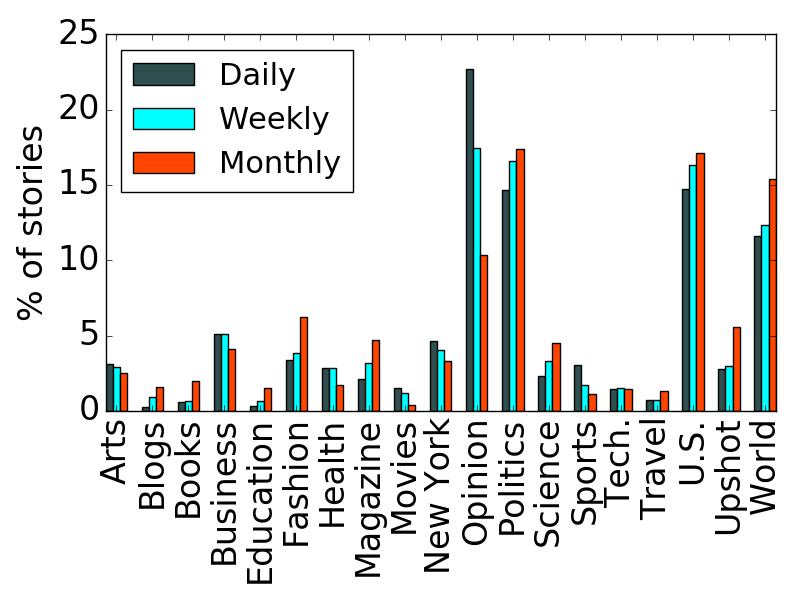 25
20
15
10
5
0
% of stories
Daily
Weekly
Monthly
Arts
Blogs
Books
Business
Education
Fashion
Health
Magazine
Movies
New York
Opinion
Politics
Science
Sports
Tech.
Travel
U.S.
Upshot
World